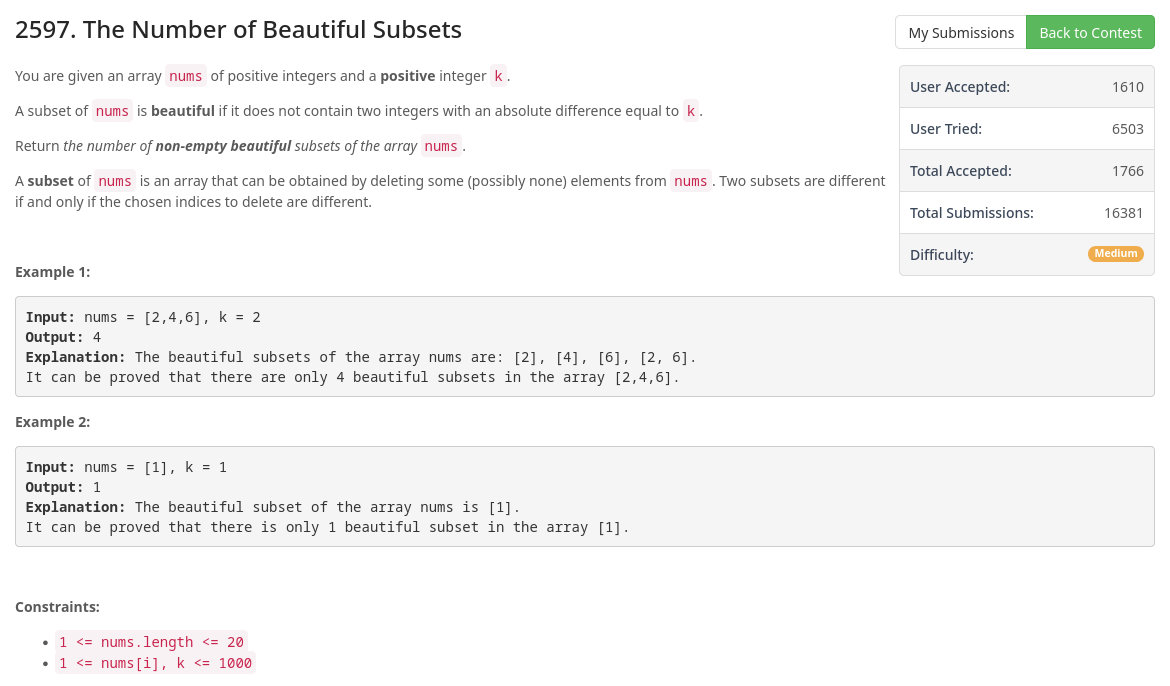 2597. The Number of Beautiful Subsets
My Submissions
Back to Contest
You are given an array nums of positive integers and a positive integer k.
A subset of nums is beautiful if it does not contain two integers with an absolute difference equal to k.
Return the number of non-empty beautiful subsets of the array nums.
A subset of nums is an array that can be obtained by deleting some (possibly none) elements from nums. Two subsets are different
if and only if the chosen indices to delete are different.
User Accepted: 1610
User Tried: 6503
Total Accepted: 1766
Total Submissions: 16381
Difficulty: Medium
Example 1:
Input: nums = [2,4,6], k = 2
Output: 4
Explanation: The beautiful subsets of the array nums are: [2], [4], [6], [2, 6].
It can be proved that there are only 4 beautiful subsets in the array [2,4,6].
Example 2:
Input: nums = [1], k = 1
Output: 1
Explanation: The beautiful subset of the array nums is [1].
It can be proved that there is only 1 beautiful subset in the array [1].
Constraints:
• 1 <= nums.length <= 20
• 1 <= nums[i], k <= 1000